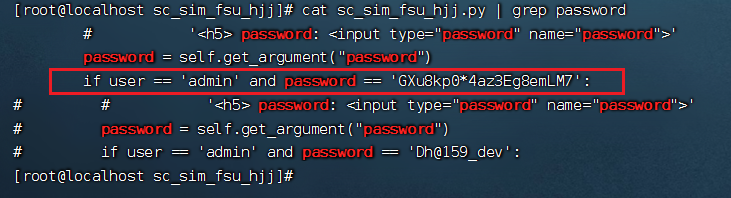 [root@localhost sc_sim_fsu_hjj]# cat sc_sim_fsu_hjj.py | grep password
        #            '<h5> password: <input type="password" name="password">'
        password = self.get_argument("password")
        if user == 'admin' and password == 'GXu8kp0*4az3Eg8emLM7':
#         #            '<h5> password: <input type="password" name="password">'
#         password = self.get_argument("password")
#         if user == 'admin' and password == 'Dh@159_dev':
[root@localhost sc_sim_fsu_hjj]#